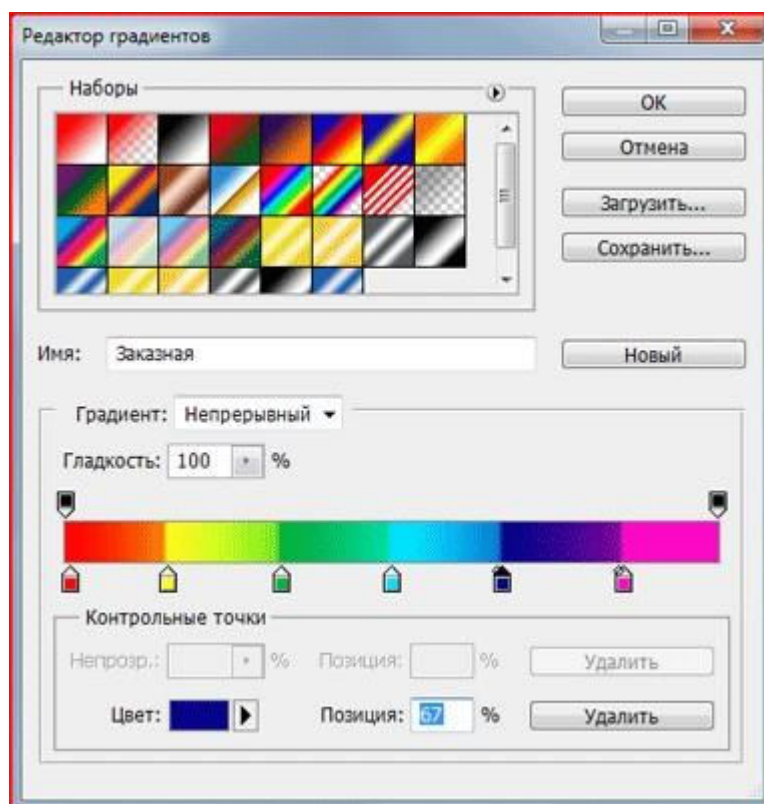 Редактор градиентов
Наборы
ОК
Отмена
Загрузить...
Сохранить...
Имя: Заказная
Новый
Градиент: Непрерывный
Гладкость: 100 %
Контрольные точки
Непрозр.: % Позиция: % Удалить
Цвет: Позиция: 67 % Удалить